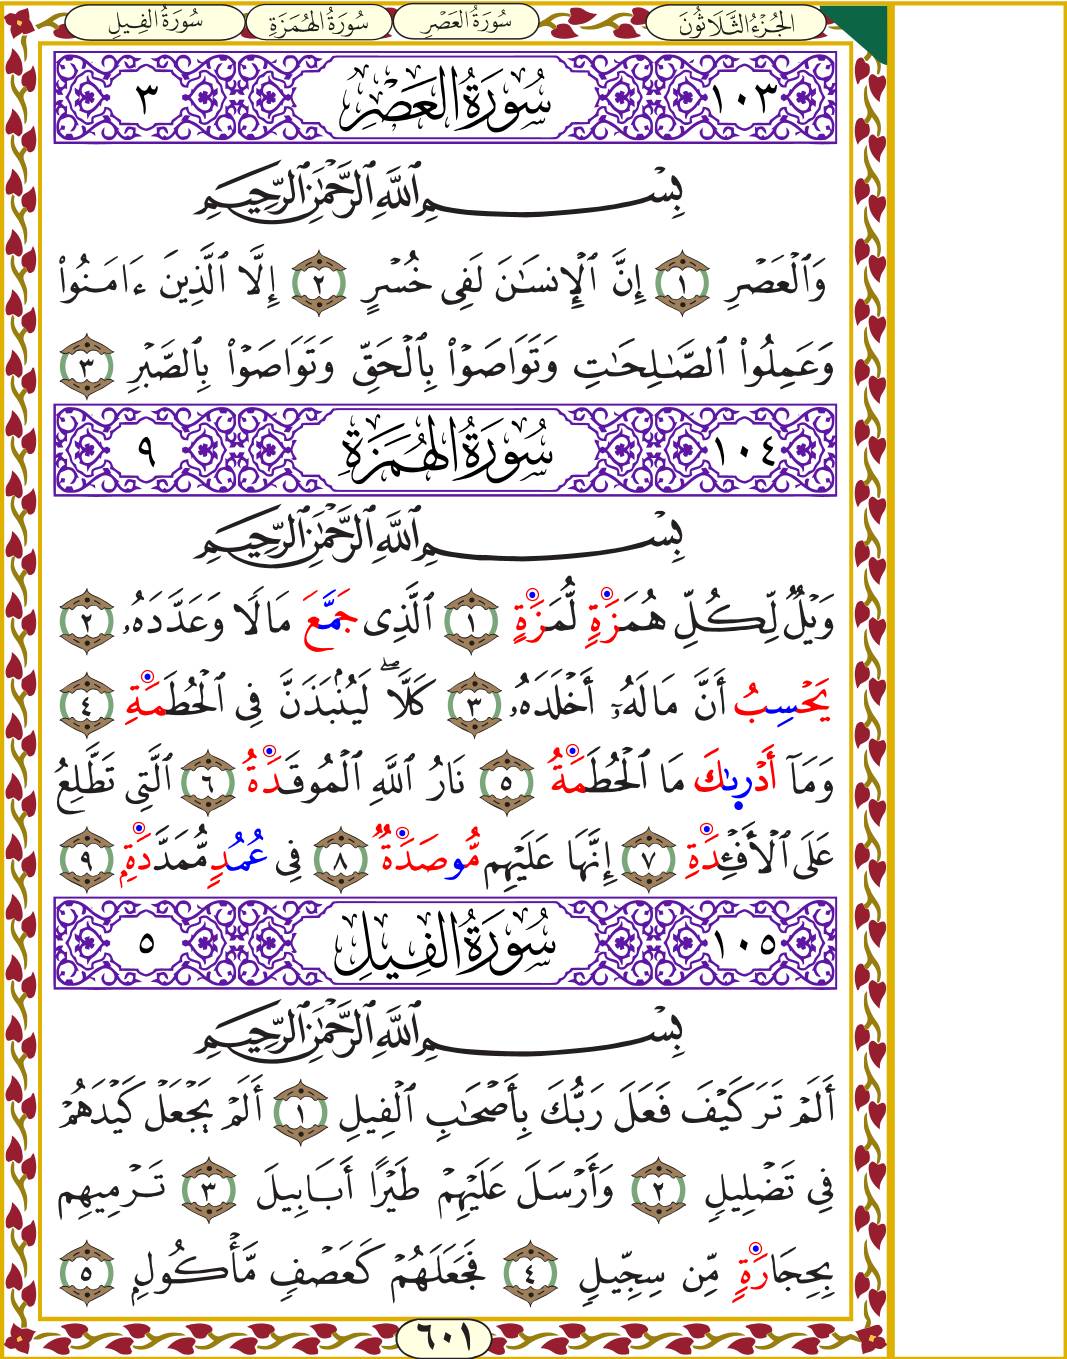 الجُزْءُ الثَّلَاثُونَ سُورَةُ العَصْرِ سُورَةُ الهُمَزَةِ سُورَةُ الفِيلِ
١٠٣ سُورَةُ العَصْرِ ٣
بِسْمِ ٱللَّهِ ٱلرَّحْمَٰنِ ٱلرَّحِيمِ
وَٱلْعَصْرِ ١ إِنَّ ٱلْإِنسَٰنَ لَفِى خُسْرٍ ٢ إِلَّا ٱلَّذِينَ ءَامَنُوا۟
وَعَمِلُوا۟ ٱلصَّٰلِحَٰتِ وَتَوَاصَوْا۟ بِٱلْحَقِّ وَتَوَاصَوْا۟ بِٱلصَّبْرِ ٣
١٠٤ سُورَةُ الهُمَزَةِ ٩
بِسْمِ ٱللَّهِ ٱلرَّحْمَٰنِ ٱلرَّحِيمِ
وَيْلٌ لِّكُلِّ هُمَزَةٍ لُّمَزَةٍ ١ ٱلَّذِى جَمَّعَ مَالًا وَعَدَّدَهُۥ ٢
يَحْسِبُ أَنَّ مَالَهُۥٓ أَخْلَدَهُۥ ٣ كَلَّا ۖ لَيُنۢبَذَنَّ فِى ٱلْحُطَمَةِ ٤
وَمَآ أَدْرىٰكَ مَا ٱلْحُطَمَةُ ٥ نَارُ ٱللَّهِ ٱلْمُوقَدَةُ ٦ ٱلَّتِى تَطَّلِعُ
عَلَى ٱلْأَفْـِٔدَةِ ٧ إِنَّهَا عَلَيْهِم مُّوصَدَةٌ ٨ فِى عُمُدٍ مُّمَدَّدَةٍۭ ٩
١٠٥ سُورَةُ الفِيلِ ٥
بِسْمِ ٱللَّهِ ٱلرَّحْمَٰنِ ٱلرَّحِيمِ
أَلَمْ تَرَ كَيْفَ فَعَلَ رَبُّكَ بِأَصْحَٰبِ ٱلْفِيلِ ١ أَلَمْ يَجْعَلْ كَيْدَهُمْ
فِى تَضْلِيلٍ ٢ وَأَرْسَلَ عَلَيْهِمْ طَيْرًا أَبَابِيلَ ٣ تَرْمِيهِم
بِحِجَارَةٍ مِّن سِجِّيلٍ ٤ فَجَعَلَهُمْ كَعَصْفٍ مَّأْكُولٍۭ ٥
٦٠١